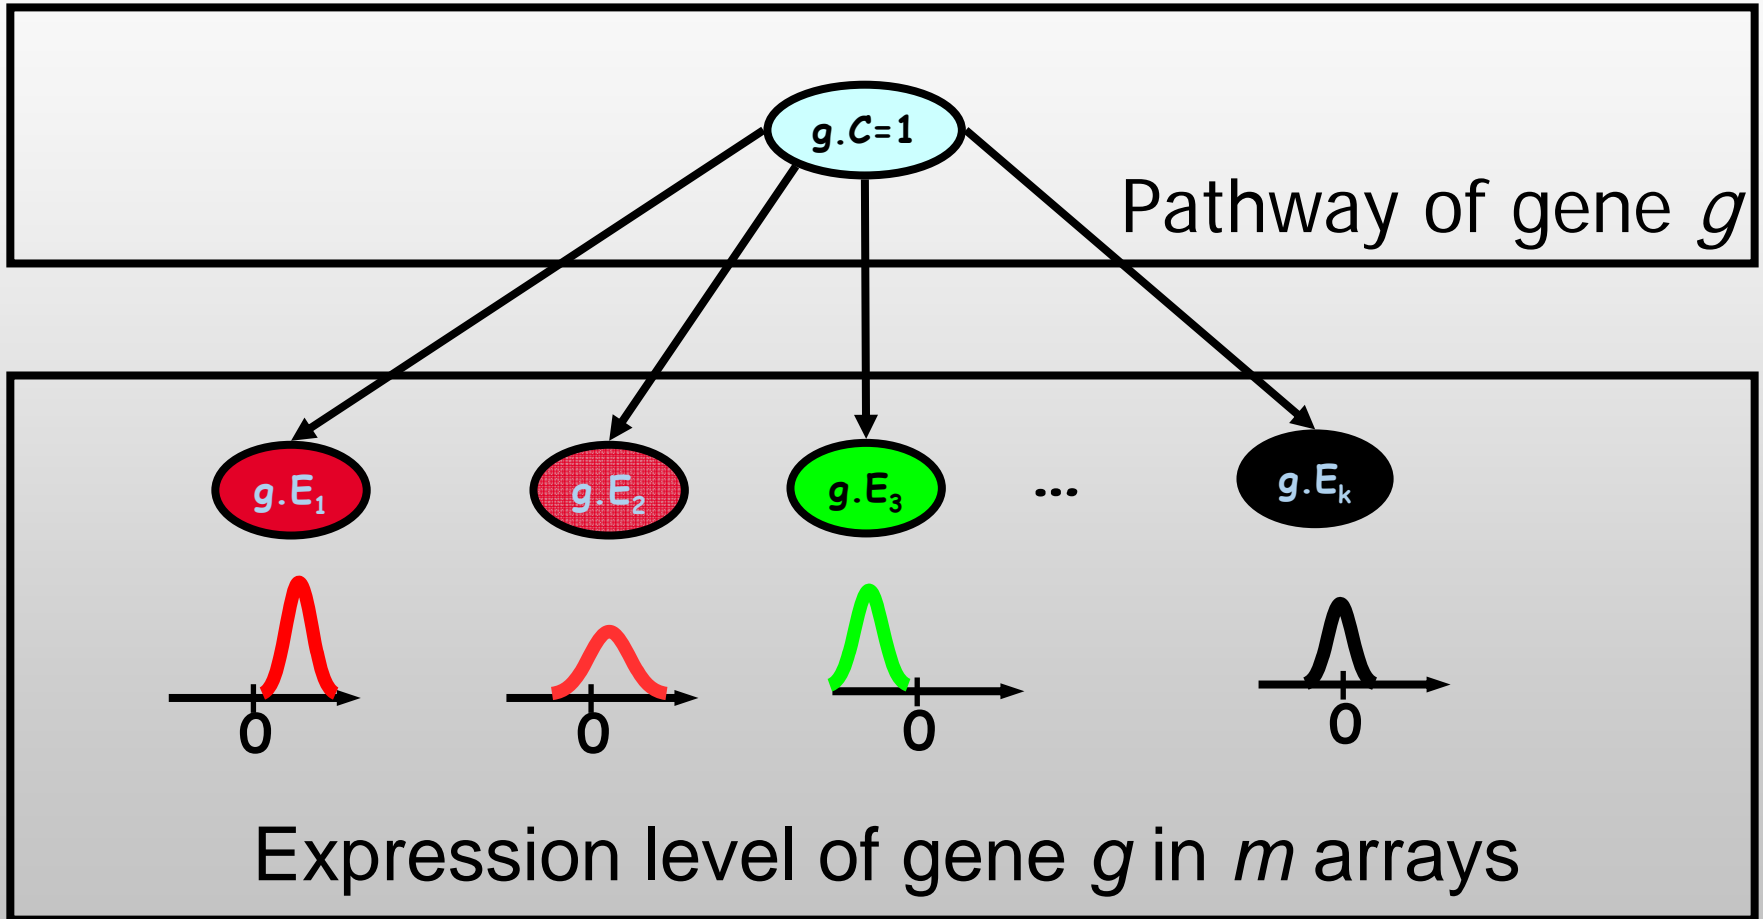 g.C=1
Pathway of gene g
g.E₁ g.E₂ g.E₃ ... g.Eₖ
0 0 0 0
Expression level of gene g in m arrays